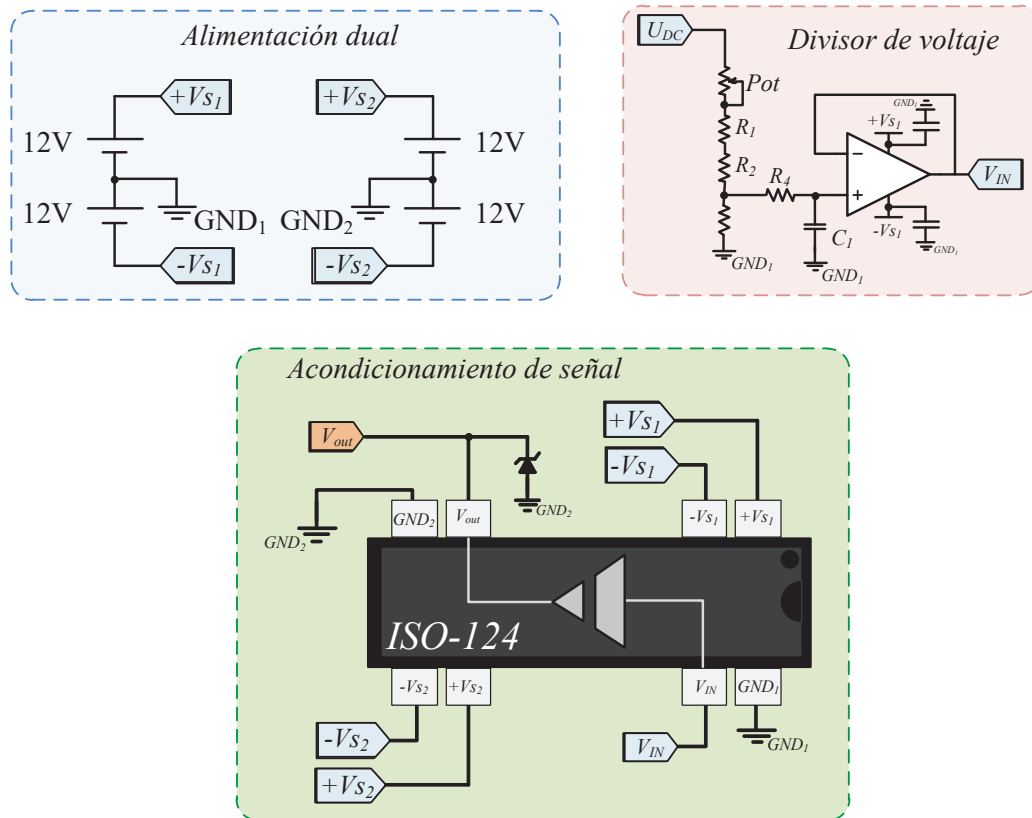 Alimentación dual
+Vs1
+Vs2
12V
12V
12V
12V
GND1
GND2
-Vs1
-Vs2
Divisor de voltaje
UDC
Pot
R1
R2
R4
C1
GND1
GND1
GND1
+Vs1
-
+
-Vs1
GND1
VIN
Acondicionamiento de señal
Vout
+Vs1
-Vs1
GND2
GND2
GND2
Vout
-Vs1
+Vs1
ISO-124
-Vs2
+Vs2
VIN
GND1
-Vs2
+Vs2
VIN
GND1